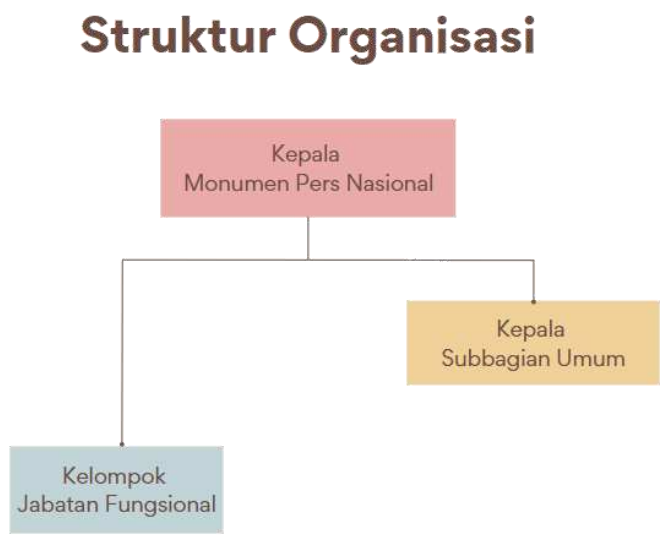 Struktur Organisasi
Kepala
Monumen Pers Nasional
Kepala
Subbagian Umum
Kelompok
Jabatan Fungsional